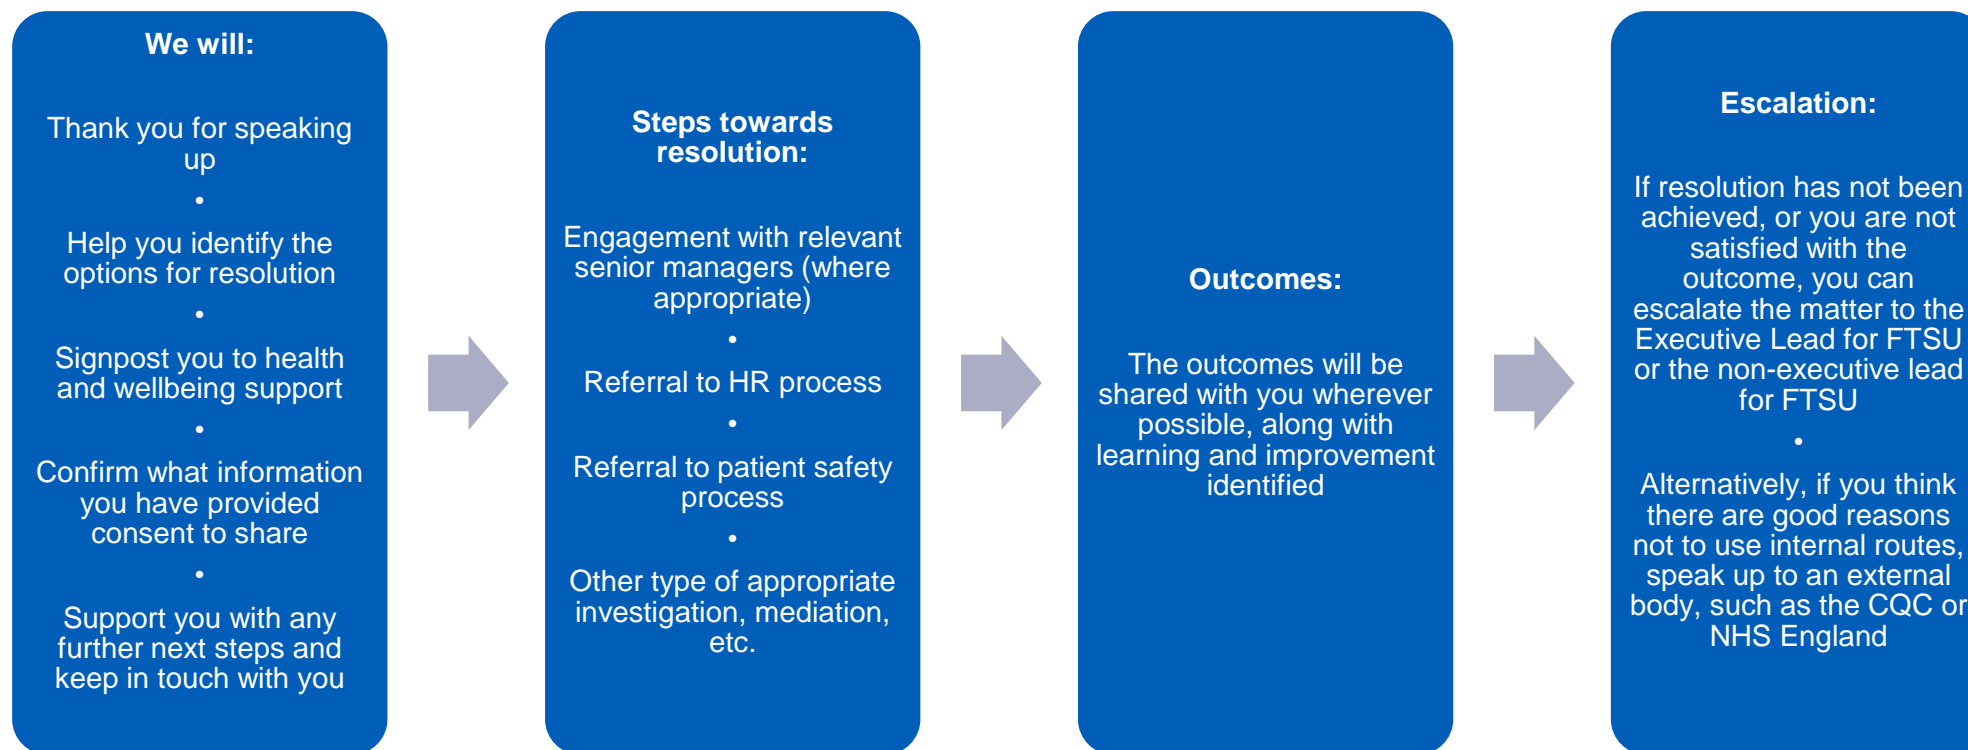 We will:
Thank you for speaking
up
•
Help you identify the
options for resolution
•
Signpost you to health
and wellbeing support
•
Confirm what information
you have provided
consent to share
•
Support you with any
further next steps and
keep in touch with you
Steps towards
resolution:
Engagement with relevant
senior managers (where
appropriate)
•
Referral to HR process
•
Referral to patient safety
process
•
Other type of appropriate
investigation, mediation,
etc.
Outcomes:
The outcomes will be
shared with you wherever
possible, along with
learning and improvement
identified
Escalation:
If resolution has not been
achieved, or you are not
satisfied with the
outcome, you can
escalate the matter to the
Executive Lead for FTSU
or the non-executive lead
for FTSU
•
Alternatively, if you think
there are good reasons
not to use internal routes,
speak up to an external
body, such as the CQC or
NHS England